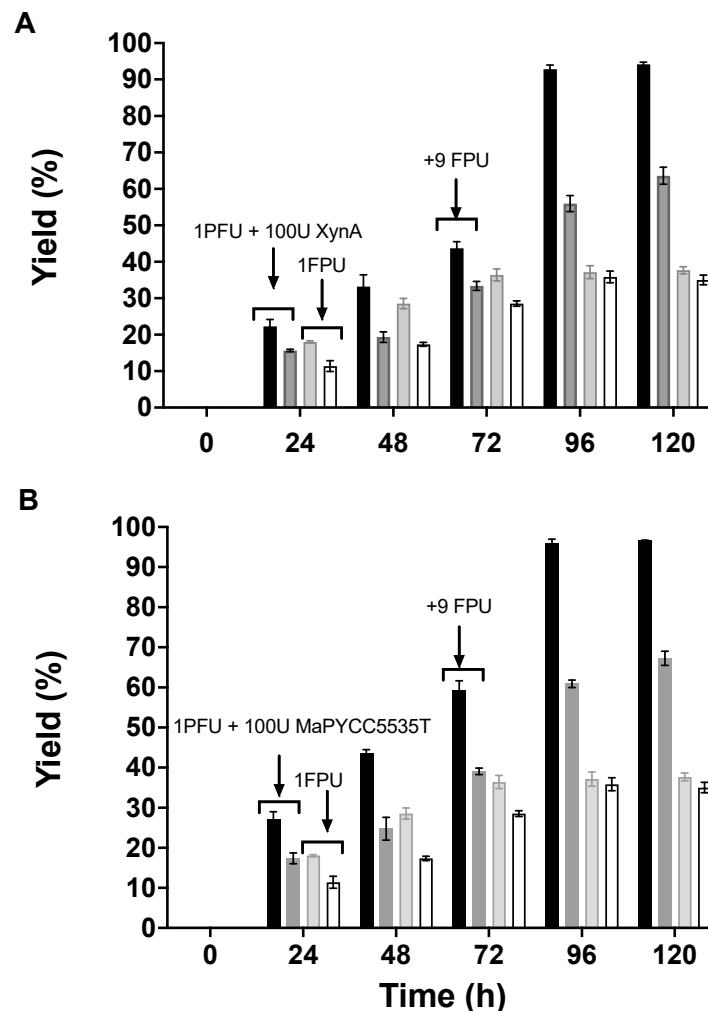 A
100
90
80
70
60
50
40
30
20
10
0
Yield (%)
1PFU + 100U XynA
1FPU
+9 FPU
0 24 48 72 96 120
B
100
90
80
70
60
50
40
30
20
10
0
Yield (%)
1PFU + 100U MaPYCC5535T
1FPU
+9 FPU
0 24 48 72 96 120
Time (h)